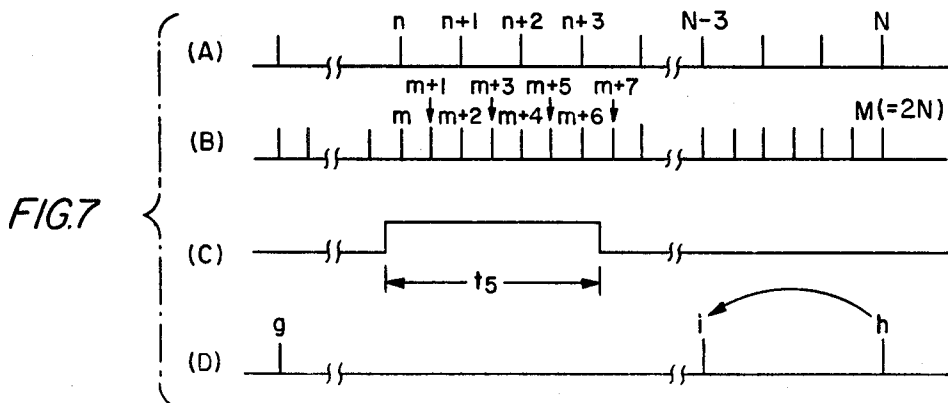 n n+1 n+2 n+3 N-3 N
(A)
m+1 m+3 m+5 m+7
m m+2 m+4 m+6 M(=2N)
(B)
FIG.7
(C)
t5
g i h
(D)